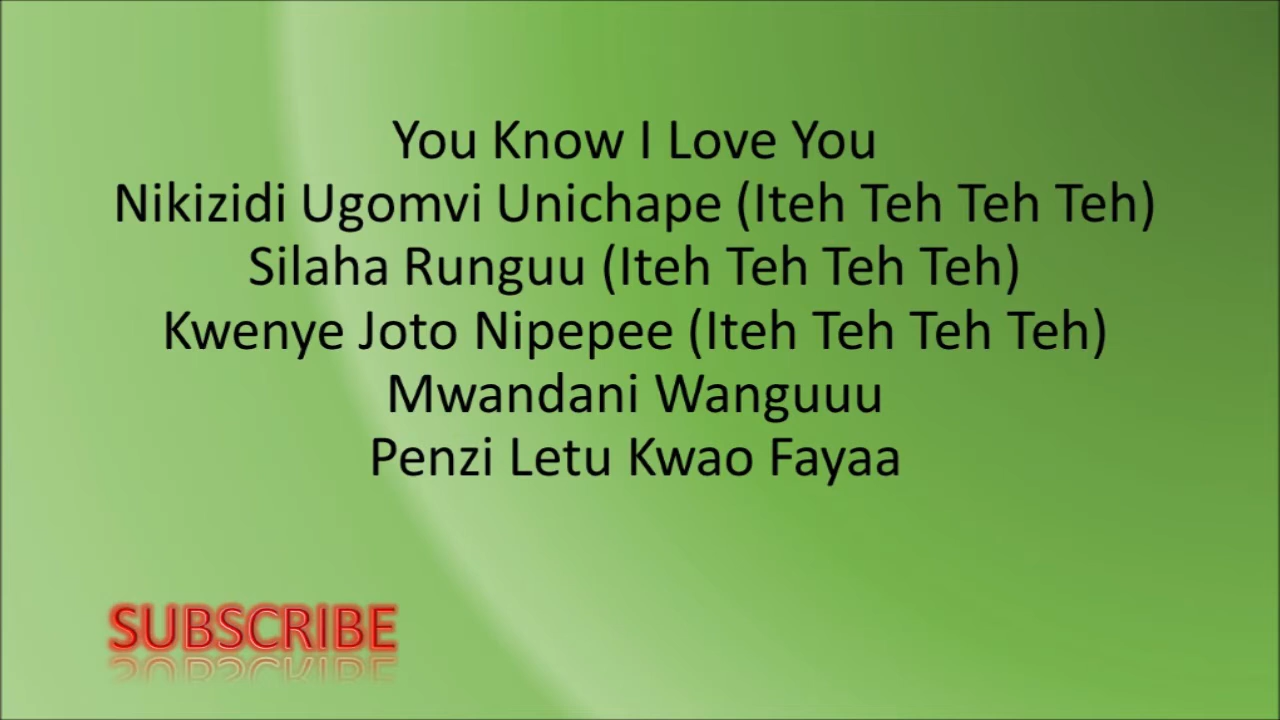 You Know I Love You
Nikizidi Ugomvi Unichape (Iteh Teh Teh Teh)
Silaha Runguu (Iteh Teh Teh Teh)
Kwenye Joto Nipepee (Iteh Teh Teh Teh)
Mwandani Wanguuu
Penzi Letu Kwao Fayaa
SUBSCRIBE